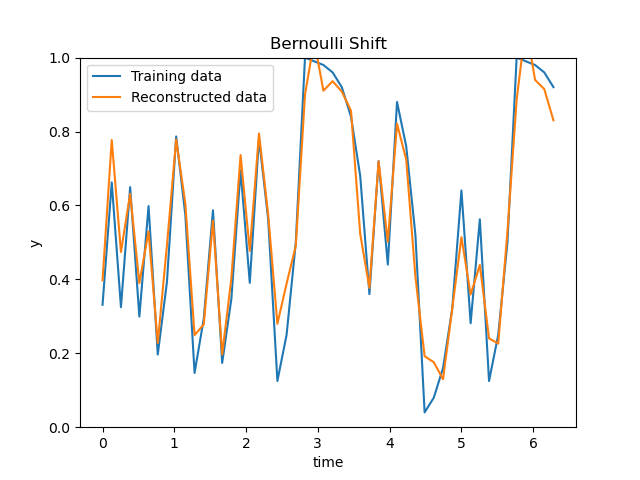 Bernoulli Shift
Training data
Reconstructed data
1.0
0.8
0.6
0.4
0.2
0.0
y
0 1 2 3 4 5 6
time